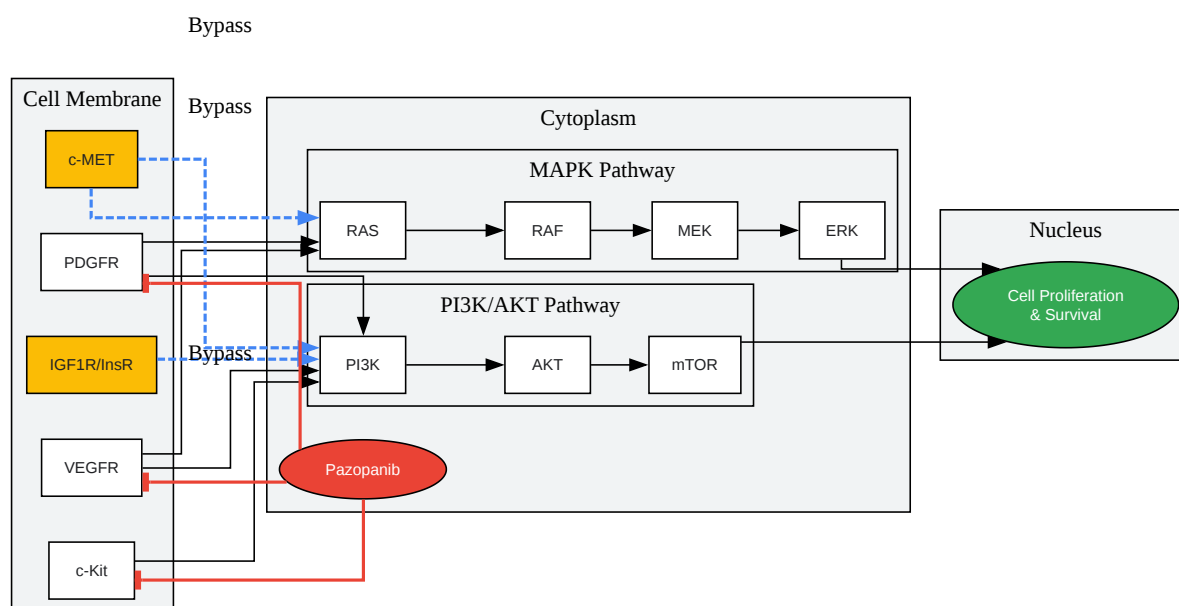 Bypass
Cell Membrane
Bypass
Cytoplasm
c-MET
MAPK Pathway
RAS
RAF
MEK
ERK
Nucleus
PDGFR
PI3K/AKT Pathway
Cell Proliferation
& Survival
Bypass
IGF1R/InsR
PI3K
AKT
mTOR
VEGFR
Pazopanib
c-Kit